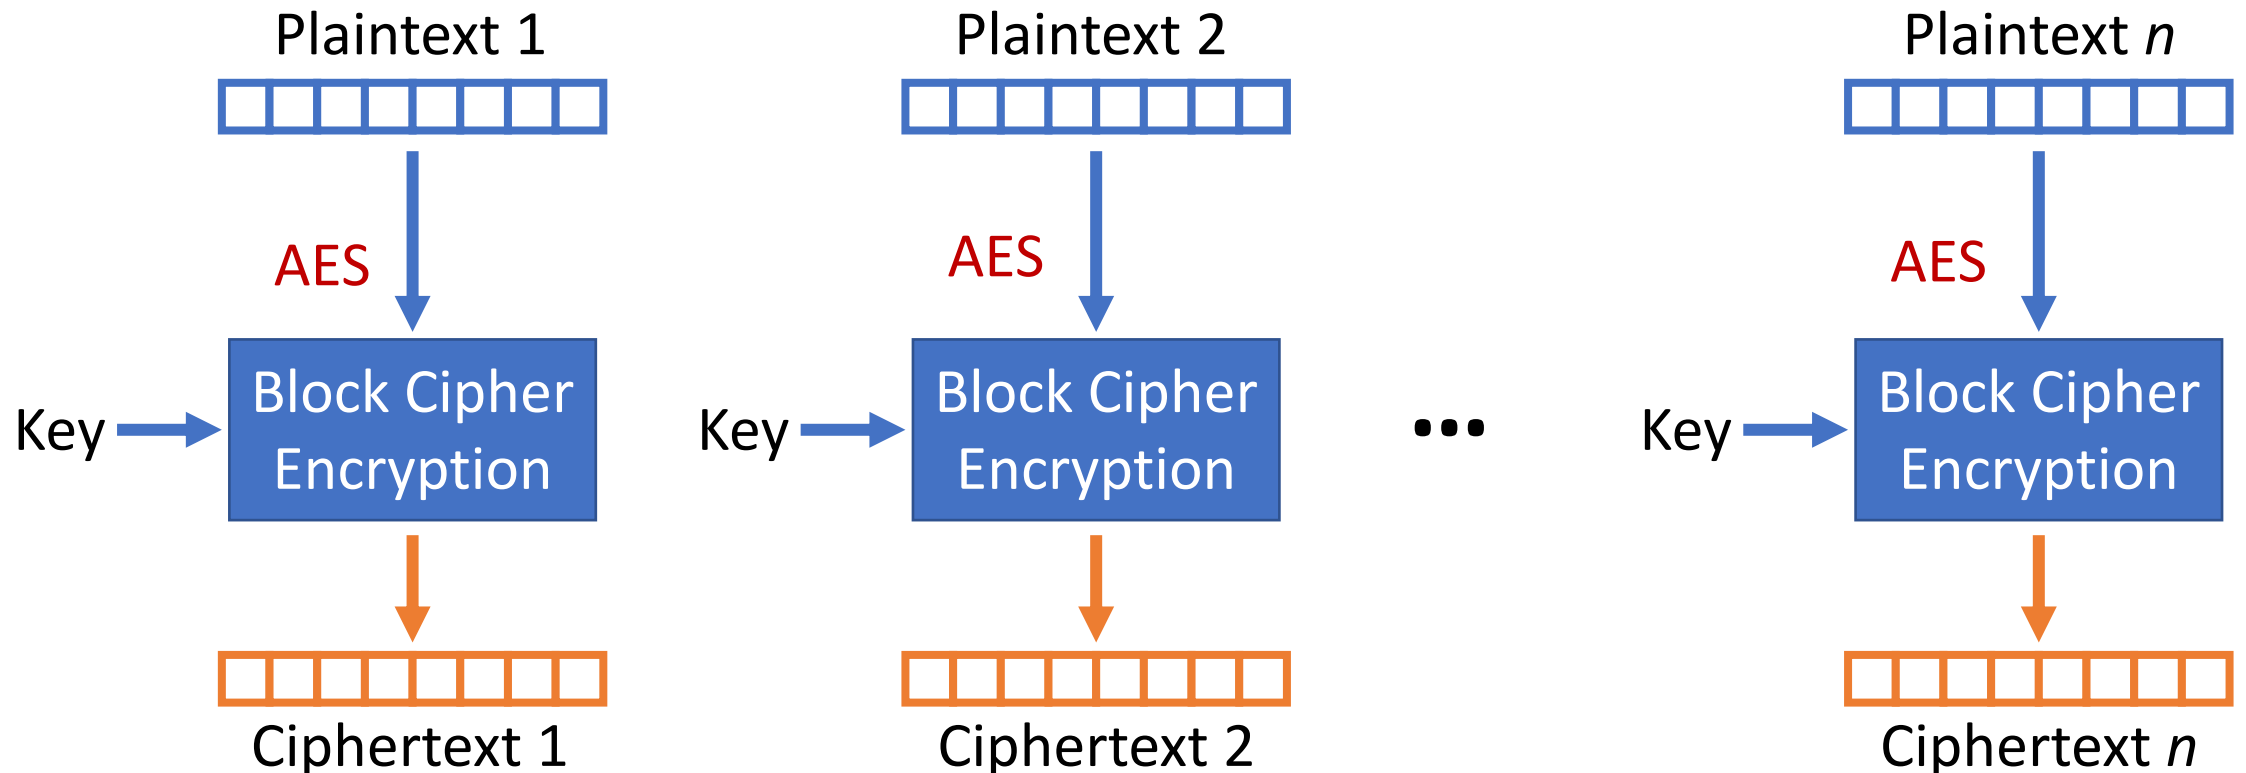 Plaintext 1
Plaintext 2
Plaintext n
AES
AES
AES
Key
Block Cipher
Encryption
Key
Block Cipher
Encryption
...
Key
Block Cipher
Encryption
Ciphertext 1
Ciphertext 2
Ciphertext n